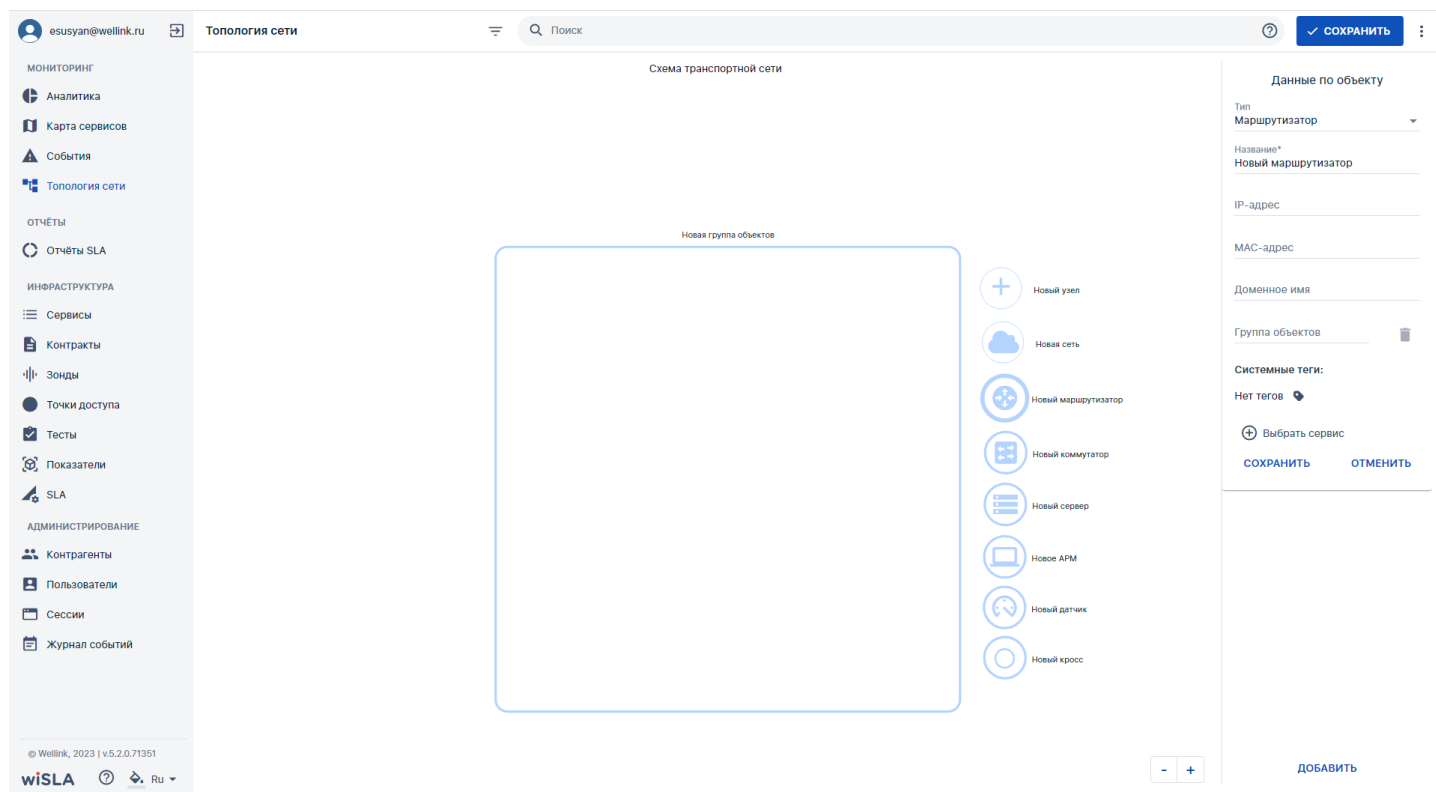 esusyan@wellink.ru
МОНИТОРИНГ
Аналитика
Карта сервисов
События
Топология сети
ОТЧЁТЫ
Отчёты SLA
ИНФРАСТРУКТУРА
Сервисы
Контракты
Зонды
Точки доступа
Тесты
Показатели
SLA
АДМИНИСТРИРОВАНИЕ
Контрагенты
Пользователи
Сессии
Журнал событий
© Wellink, 2023 | v.5.2.0.71351
wiSLA Ru
Топология сети
Поиск
СОХРАНИТЬ
Схема транспортной сети
Новая группа объектов
Новый узел
Новая сеть
Новый маршрутизатор
Новый коммутатор
Новый сервер
Новое АРМ
Новый датчик
Новый кросс
- +
Данные по объекту
Тип
Маршрутизатор
Название*
Новый маршрутизатор
IP-адрес
MAC-адрес
Доменное имя
Группа объектов
Системные теги:
Нет тегов
Выбрать сервис
СОХРАНИТЬ ОТМЕНИТЬ
ДОБАВИТЬ